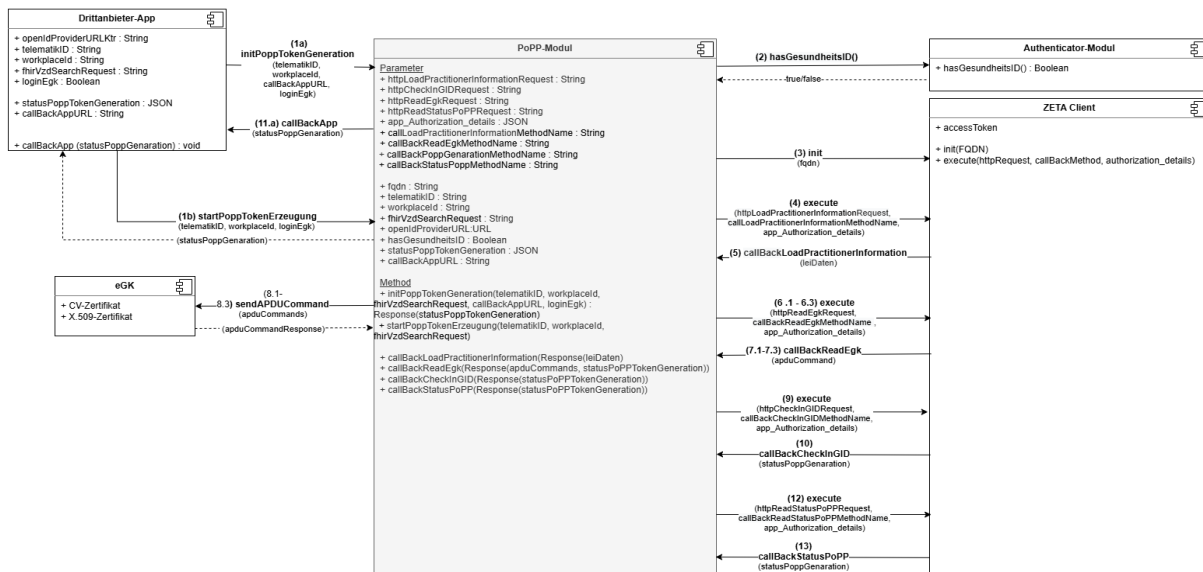 Drittanbieter-App
+ openIdProviderURLKtr : String
+ telematikID : String
+ workplaceId : String
+ fhirVzdSearchRequest : String
+ loginEgk : Boolean
+ statusPoppTokenGeneration : JSON
+ callBackAppURL : String
+ callBackApp (statusPoppGenaration) : void
(1a)
initPoppTokenGeneration
(telematikID,
workplaceId,
callBackAppURL,
loginEgk)
(11.a) callBackApp
(statusPoppGenaration)
(1b) startPoppTokenErzeugung
(telematikID, workplaceId, loginEgk)
(statusPoppGenaration)
eGK
+ CV-Zertifikat
+ X.509-Zertifikat
(8.1-
8.3) sendAPDUCommand
(apduCommands)
(apduCommandResponse)
PoPP-Modul
Parameter
+ httpLoadPractitionerInformationRequest : String
+ httpCheckInGIDRequest : String
+ httpReadEgkRequest : String
+ httpReadStatusPoPPRequest : String
+ app_Authorization_details : JSON
+ callLoadPractitionerInformationMethodName : String
+ callBackReadEgkMethodName : String
+ callBackPoppGenarationMethodName : String
+ callBackStatusPoppMethodName : String
+ fqdn : String
+ telematikID : String
+ workplaceId : String
+ fhirVzdSearchRequest : String
+ openIdProviderURL:URL
+ hasGesundheitsID : Boolean
+ statusPoppTokenGeneration : JSON
+ callBackAppURL : String
Method
+ initPoppTokenGeneration(telematikID, workplaceId,
fhirVzdSearchRequest, callBackAppURL, loginEgk) :
Response(statusPoppTokenGeneration)
+ startPoppTokenErzeugung(telematikID, workplaceId,
fhirVzdSearchRequest)
+ callBackLoadPractitionerInformation(Response(leiDaten)
+ callBackReadEgk(Response(apduCommands, statusPoPPTokenGeneration))
+ callBackCheckInGID(Response(statusPoPPTokenGeneration))
+ callBackStatusPoPP(Response(statusPoPPTokenGeneration))
(2) hasGesundheitsID()
true/false
(3) init
(fqdn)
(4) execute
(httpLoadPractitionerInformationRequest,
callLoadPractitionerInformationMethodName,
app_Authorization_details)
(5) callBackLoadPractitionerInformation
(leiDaten)
(6 .1 - 6.3) execute
(httpReadEgkRequest,
callBackReadEgkMethodName ,
app_Authorization_details)
(7.1-7.3) callBackReadEgk
(apduCommand)
(9) execute
(httpCheckInGIDRequest,
callBackCheckInGIDMethodName,
app_Authorization_details)
(10)
callBackCheckInGID
(statusPoppGenaration)
(12) execute
(httpReadStatusPoPPRequest,
callBackReadStatusPoPPMethodName,
app_Authorization_details)
(13)
callBackStatusPoPP
(statusPoppGenaration)
Authenticator-Modul
+ hasGesundheitsID() : Boolean
ZETA Client
+ accessToken
+ init(FQDN)
+ execute(httpRequest, callBackMethod, authorization_details)